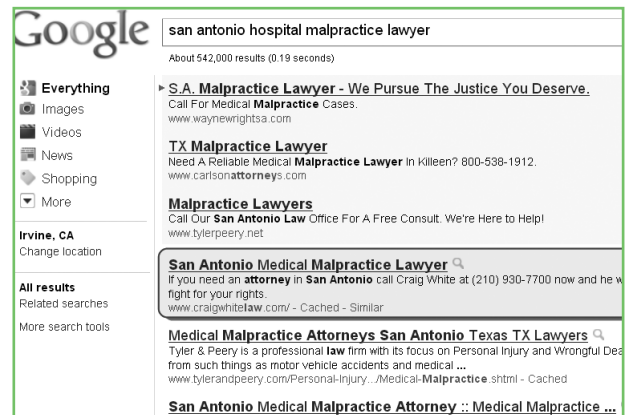 Google
san antonio hospital malpractice lawyer
About 542,000 results (0.19 seconds)
Everything
Images
Videos
News
Shopping
More
Irvine, CA
Change location
All results
Related searches
More search tools
S.A. Malpractice Lawyer - We Pursue The Justice You Deserve.
Call For Medical Malpractice Cases.
www.waynewrightsa.com
TX Malpractice Lawyer
Need A Reliable Medical Malpractice Lawyer In Killeen? 800-538-1912.
www.carlsonattorneys.com
Malpractice Lawyers
Call Our San Antonio Law Office For A Free Consult. We're Here to Help!
www.tylerpeery.net
San Antonio Medical Malpractice Lawyer
If you need an attorney in San Antonio call Craig White at (210) 930-7700 now and he w
fight for your rights.
www.craigwhitelaw.com/ - Cached - Similar
Medical Malpractice Attorneys San Antonio Texas TX Lawyers
Tyler & Peery is a professional law firm with its focus on Personal Injury and Wrongful Dea
from such things as motor vehicle accidents and medical ...
www.tylerandpeery.com/Personal-Injury.../Medical-Malpractice.shtml - Cached
San Antonio Medical Malpractice Attorney :: Medical Malpractice ...